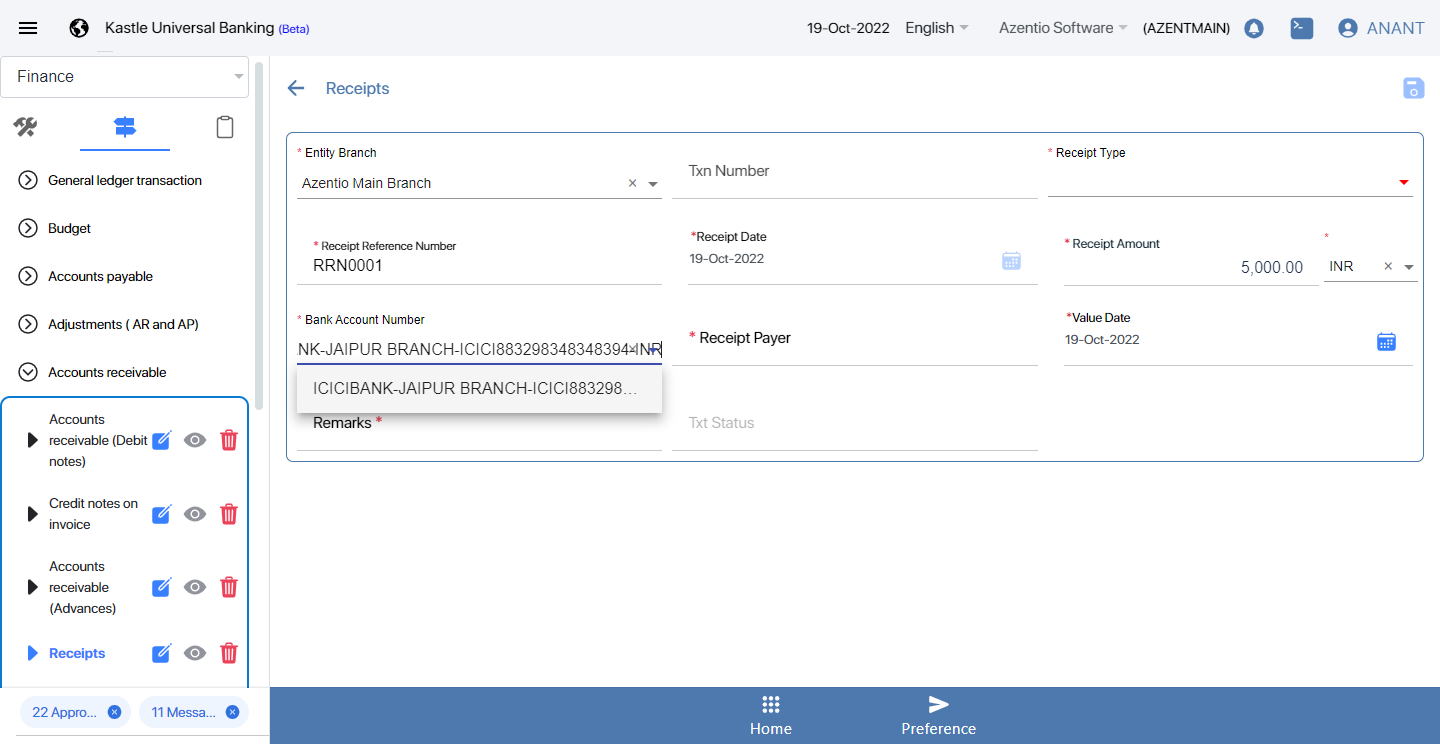 Kastle Universal Banking (Beta)
19-Oct-2022
English
Azentio Software
(AZENTMAIN)
ANANT
Finance
General ledger transaction
Budget
Accounts payable
Adjustments ( AR and AP)
Accounts receivable
Accounts
receivable (Debit
notes)
Credit notes on
invoice
Accounts
receivable
(Advances)
Receipts
22 Appro...
11 Messa...
Receipts
* Entity Branch
Azentio Main Branch
Txn Number
* Receipt Type
* Receipt Reference Number
RRN0001
*Receipt Date
19-Oct-2022
* Receipt Amount
5,000.00
*
INR
* Bank Account Number
NK-JAIPUR BRANCH-ICICI8832983483483944INR
ICICIBANK-JAIPUR BRANCH-ICICI883298...
* Receipt Payer
*Value Date
19-Oct-2022
Remarks *
Txt Status
Home
Preference